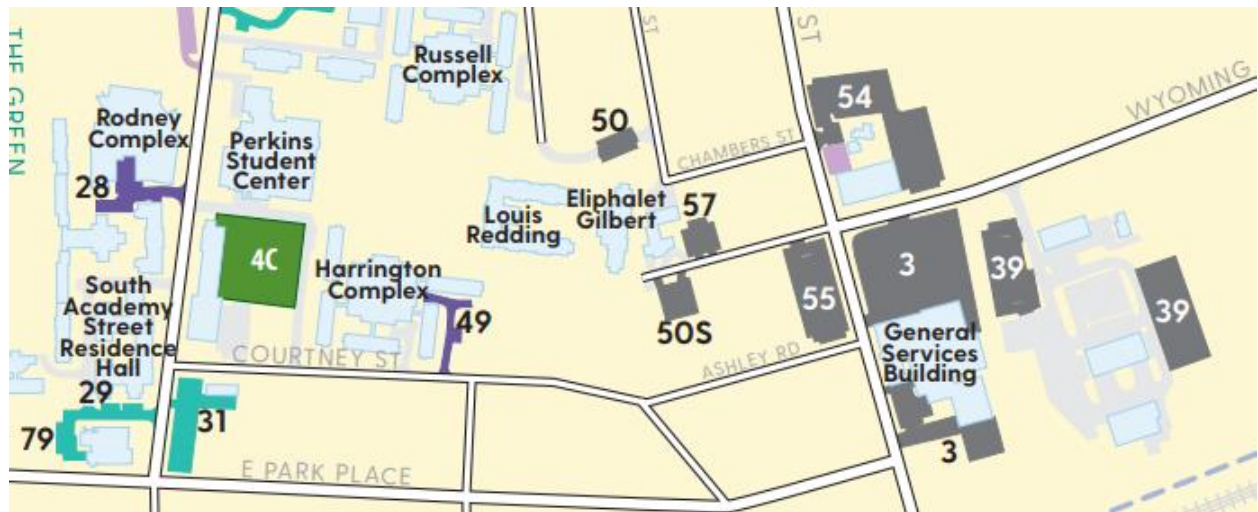 THE GREEN
Russell
Complex
ST
ST
54
WYOMING
Rodney
Complex
Perkins
Student
Center
50
CHAMBERS ST
28
Eliphalet
Gilbert
57
Louis
Redding
4C
Harrington
Complex
3
39
39
South
Academy
Street
Residence
Hall
49
50S
55
General
Services
Building
COURTNEY ST
ASHLEY RD
29
31
79
3
E PARK PLACE